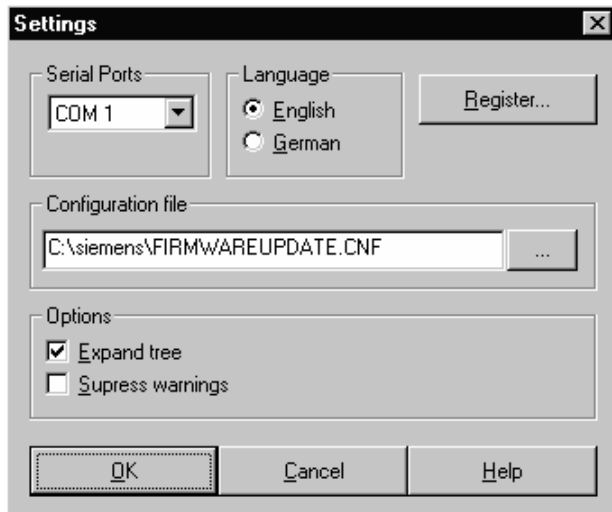 Settings
Serial Ports
COM 1
Language
English
German
Register...
Configuration file
C:\siemens\FIRMWAREUPDATE.CNF
...
Options
Expand tree
Supress warnings
OK
Cancel
Help